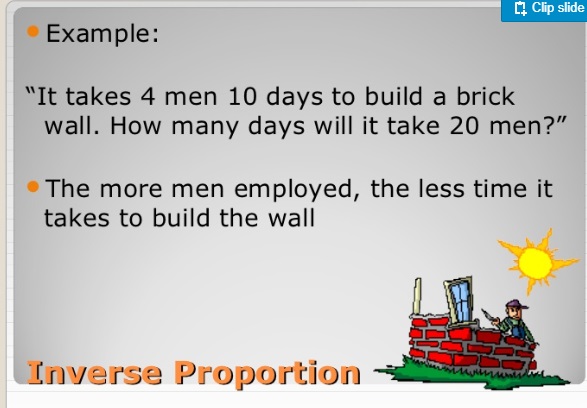 Clip slide
Example:
“It takes 4 men 10 days to build a brick
wall. How many days will it take 20 men?”
The more men employed, the less time it
takes to build the wall
Inverse Proportion